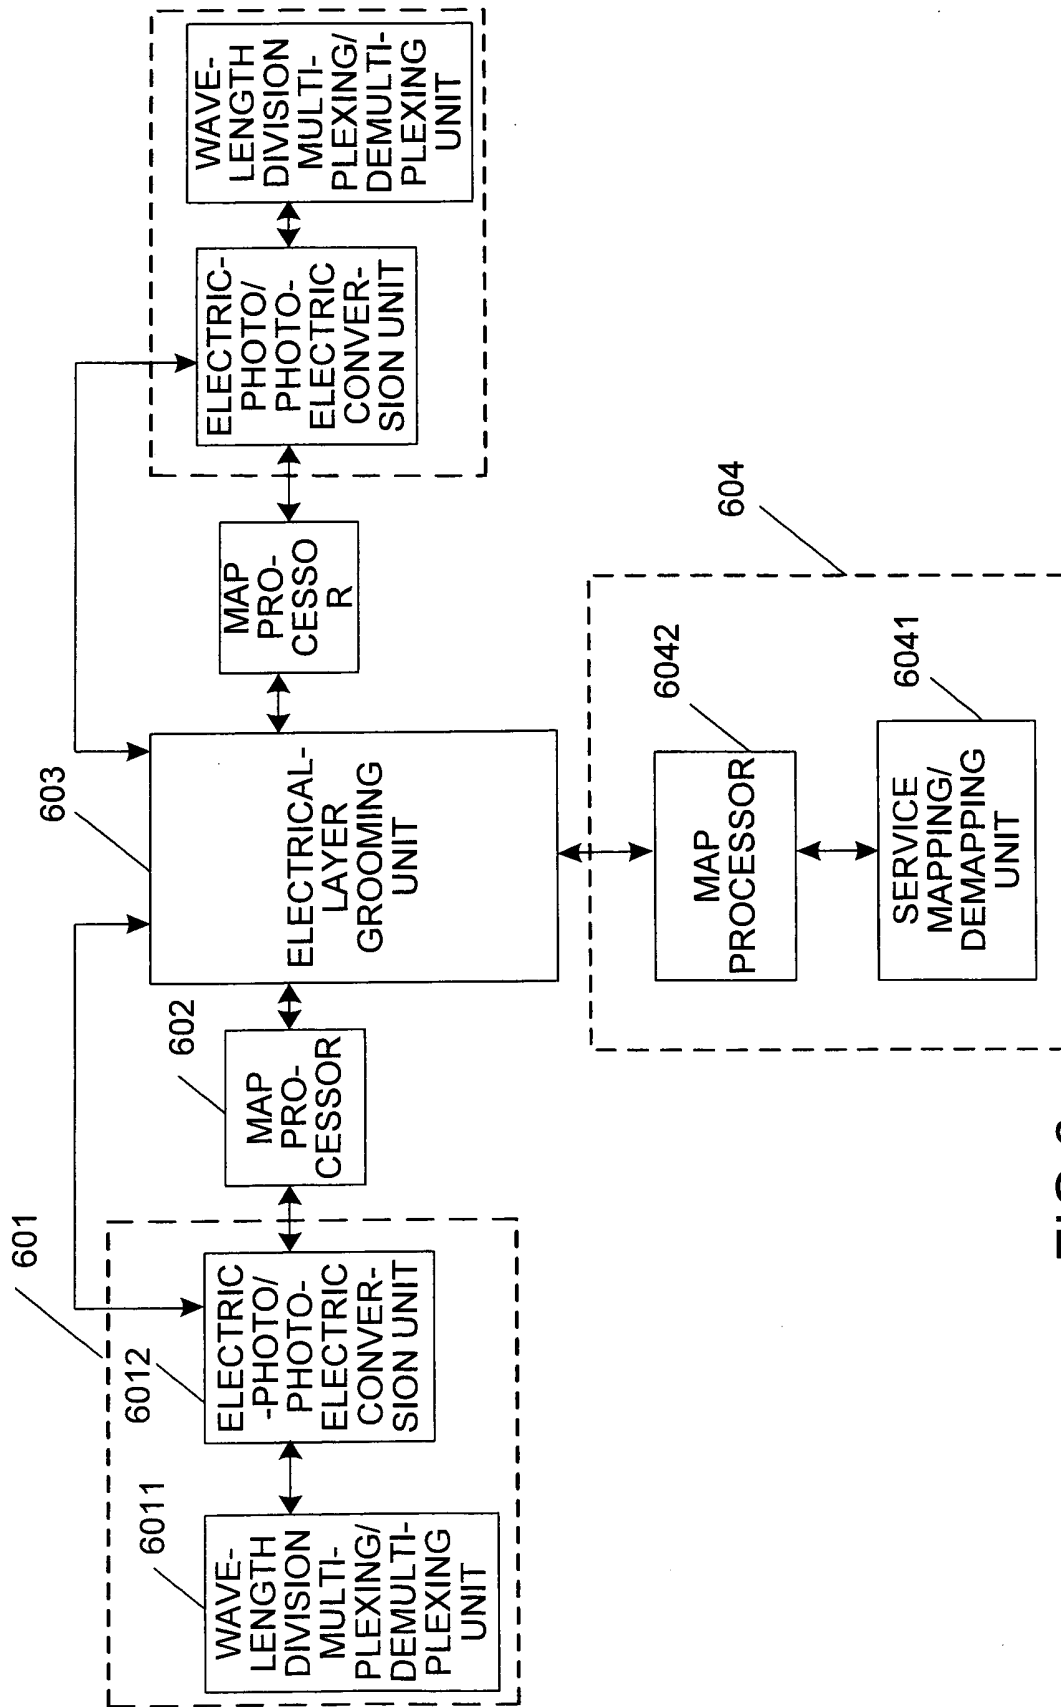 601
603
6011
6012
602
WAVE-
LENGTH
DIVISION
MULTI-
PLEXING/
DEMULTI-
PLEXING
UNIT
ELECTRIC
-PHOTO/
PHOTO-
ELECTRIC
CONVER-
SION UNIT
MAP
PRO-
CESSOR
ELECTRICAL-
LAYER
GROOMING
UNIT
MAP
PRO-
CESSO
R
ELECTRIC-
PHOTO/
PHOTO-
ELECTRIC
CONVER-
SION UNIT
WAVE-
LENGTH
DIVISION
MULTI-
PLEXING/
DEMULTI-
PLEXING
UNIT
604
6042
MAP
PROCESSOR
6041
SERVICE
MAPPING/
DEMAPPING
UNIT
FIG.